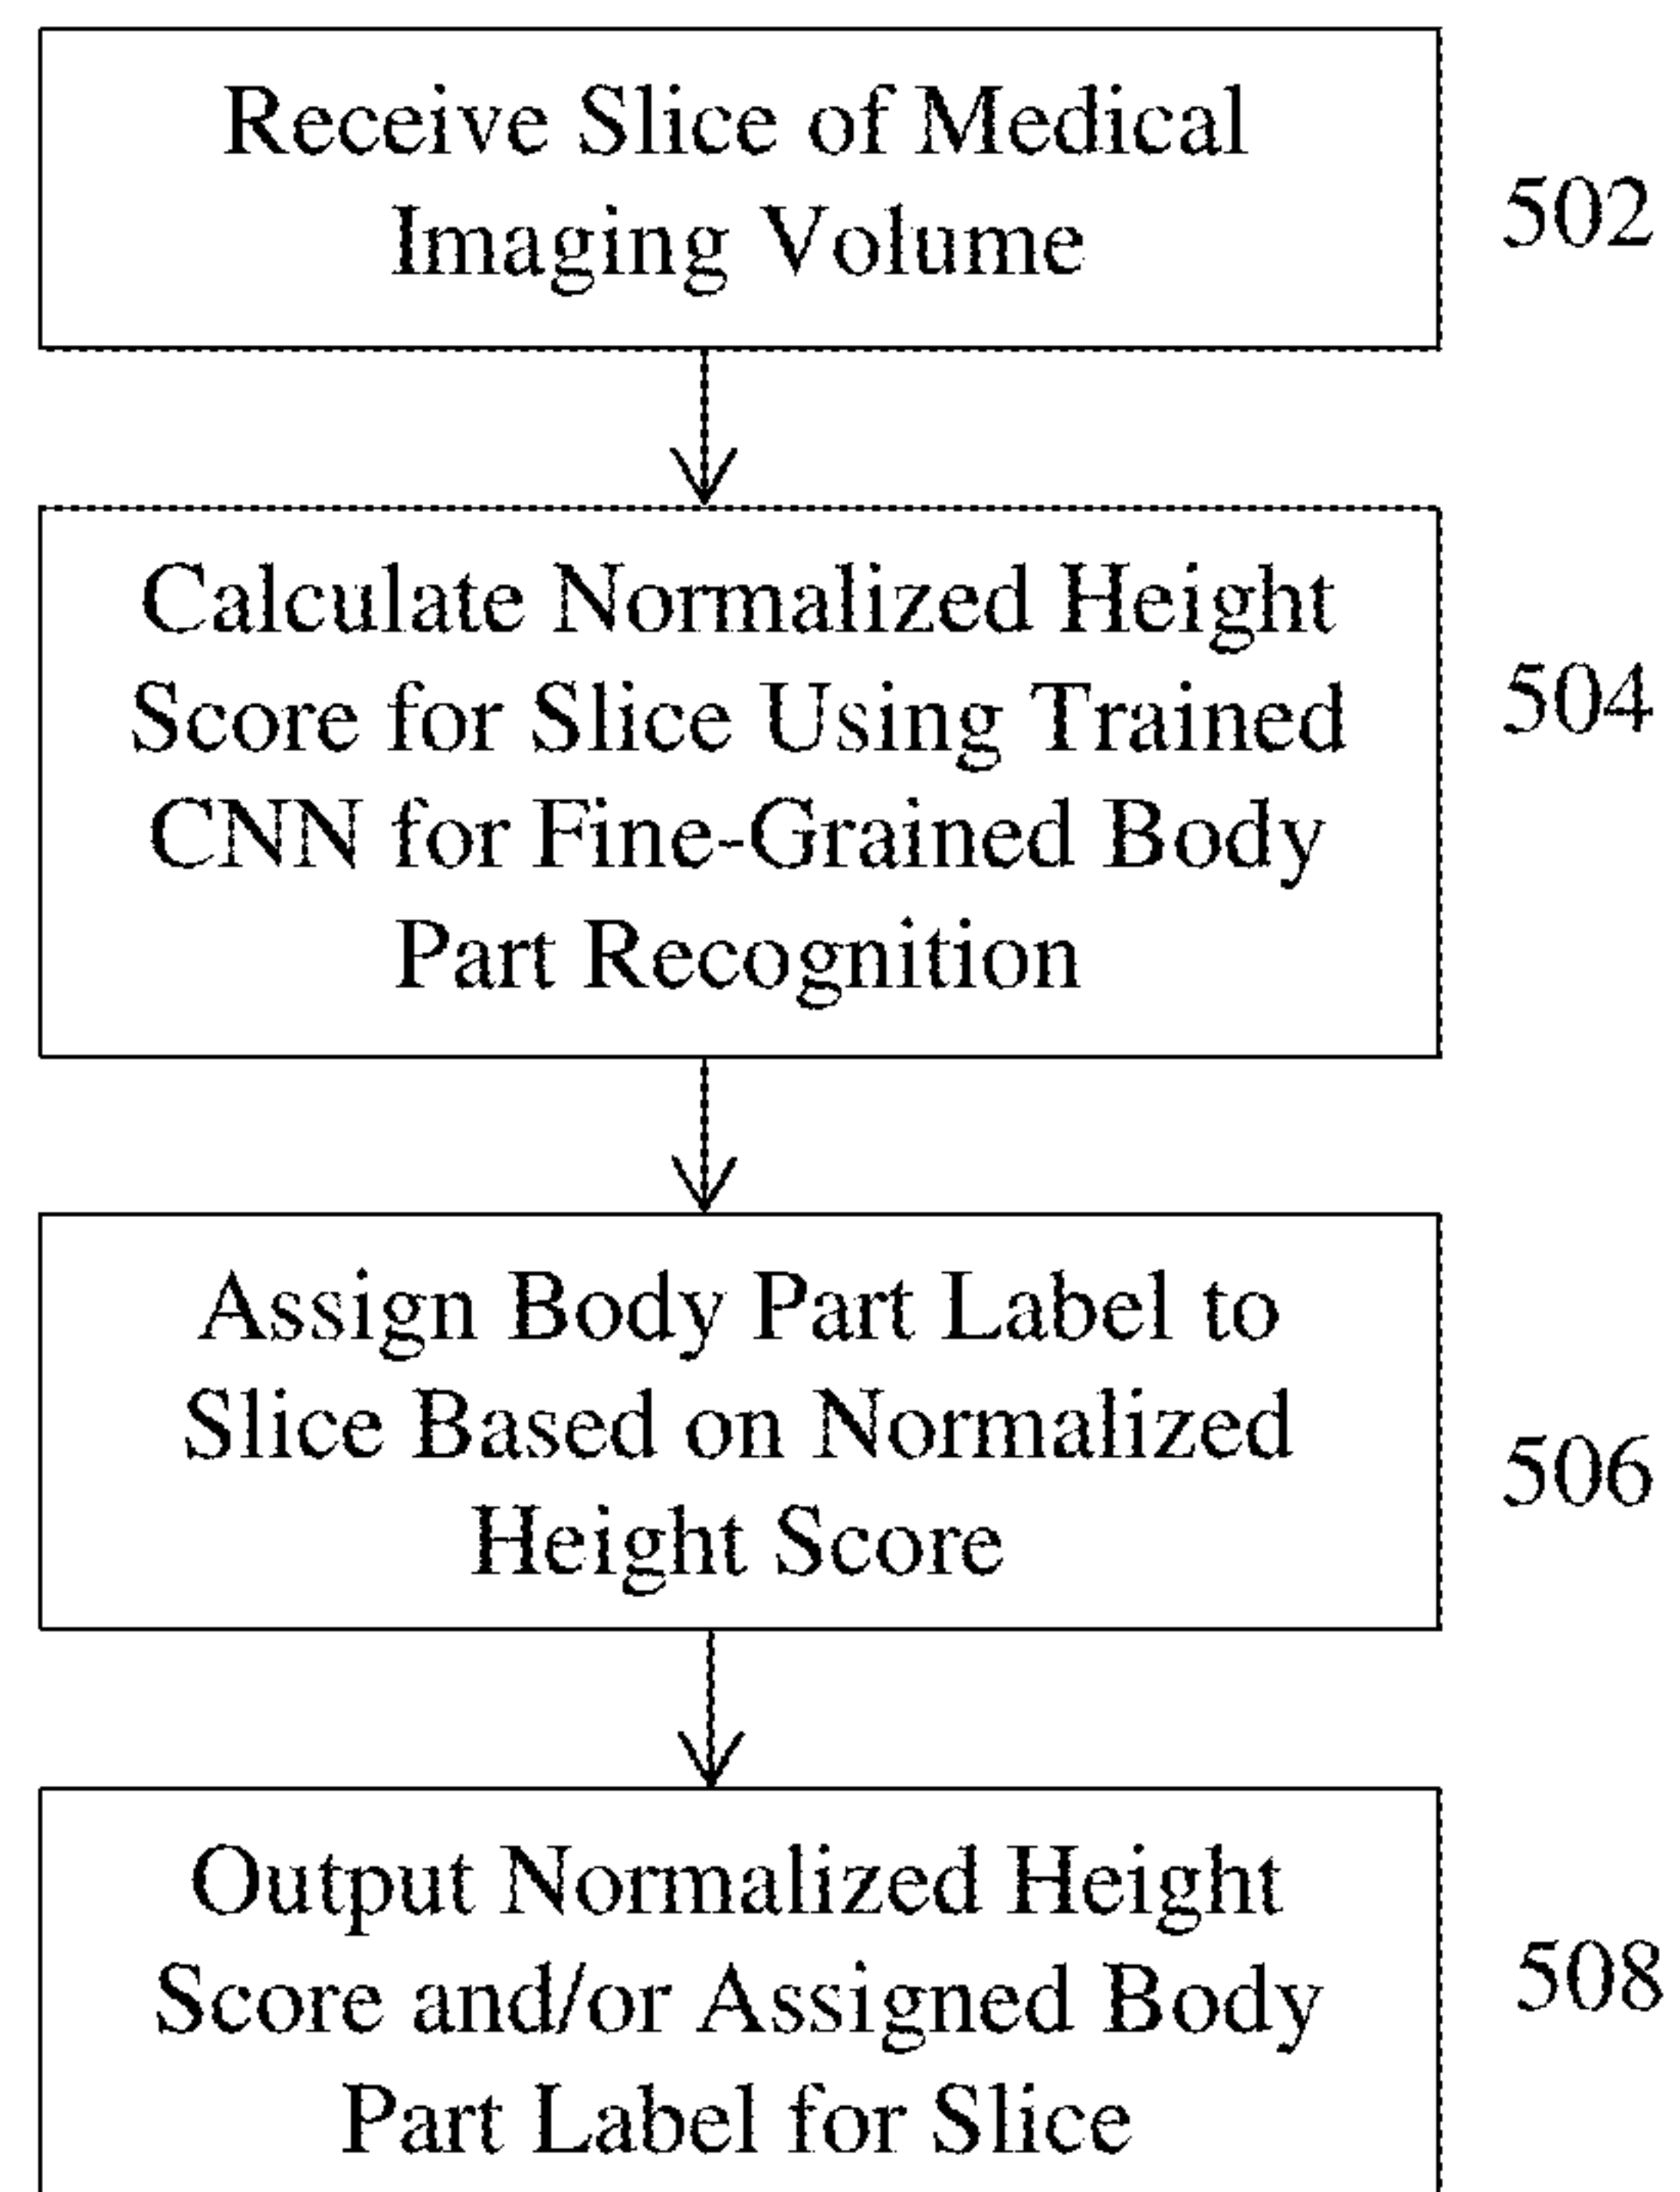 Receive Slice of Medical
Imaging Volume
502
Calculate Normalized Height
Score for Slice Using Trained
CNN for Fine-Grained Body
Part Recognition
504
Assign Body Part Label to
Slice Based on Normalized
Height Score
506
Output Normalized Height
Score and/or Assigned Body
Part Label for Slice
508